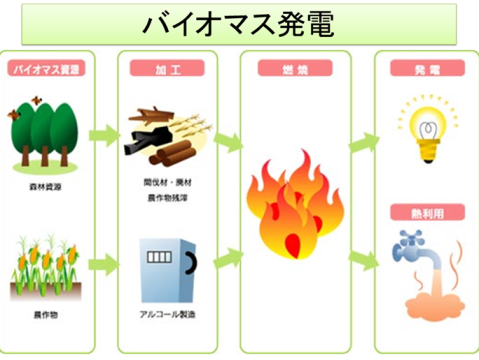 バイオマス発電
バイオマス資源
加工
燃焼
発電
森林資源
間伐材・廃材
農作物残滓
熱利用
農作物
アルコール製造